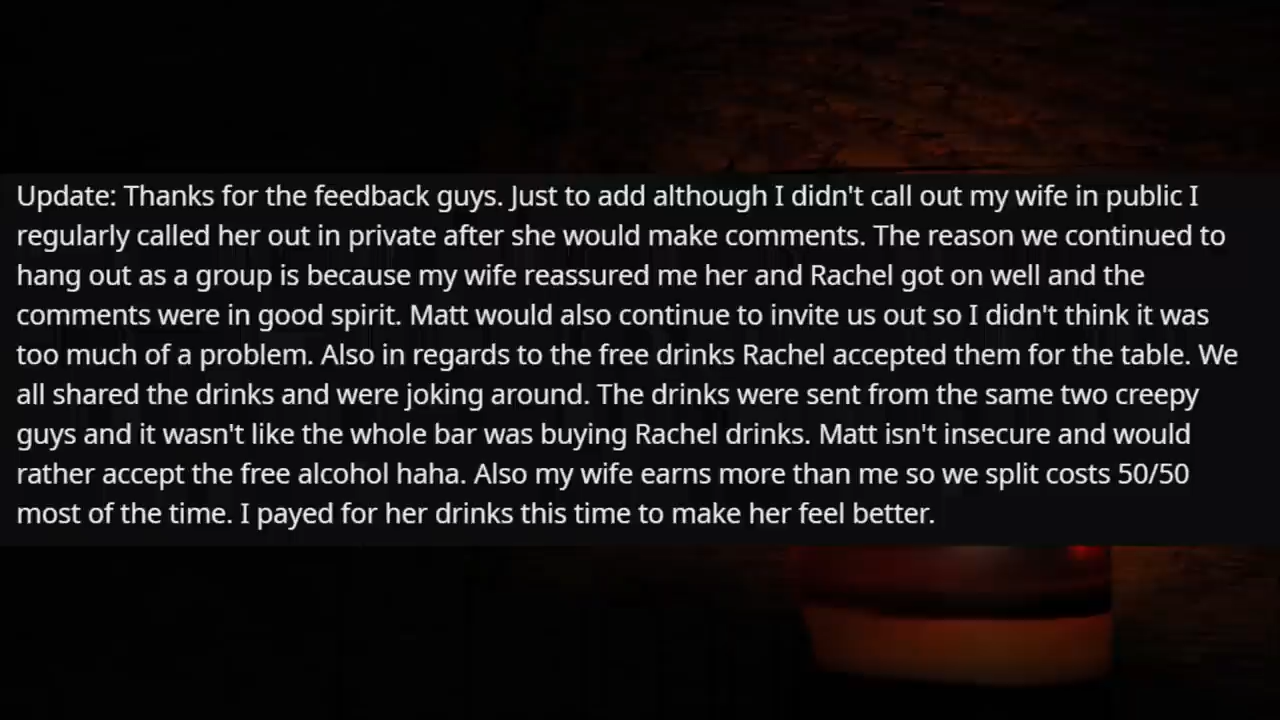 Update: Thanks for the feedback guys. Just to add although I didn't call out my wife in public I
regularly called her out in private after she would make comments. The reason we continued to
hang out as a group is because my wife reassured me her and Rachel got on well and the
comments were in good spirit. Matt would also continue to invite us out so I didn't think it was
too much of a problem. Also in regards to the free drinks Rachel accepted them for the table. We
all shared the drinks and were joking around. The drinks were sent from the same two creepy
guys and it wasn't like the whole bar was buying Rachel drinks. Matt isn't insecure and would
rather accept the free alcohol haha. Also my wife earns more than me so we split costs 50/50
most of the time. I payed for her drinks this time to make her feel better.